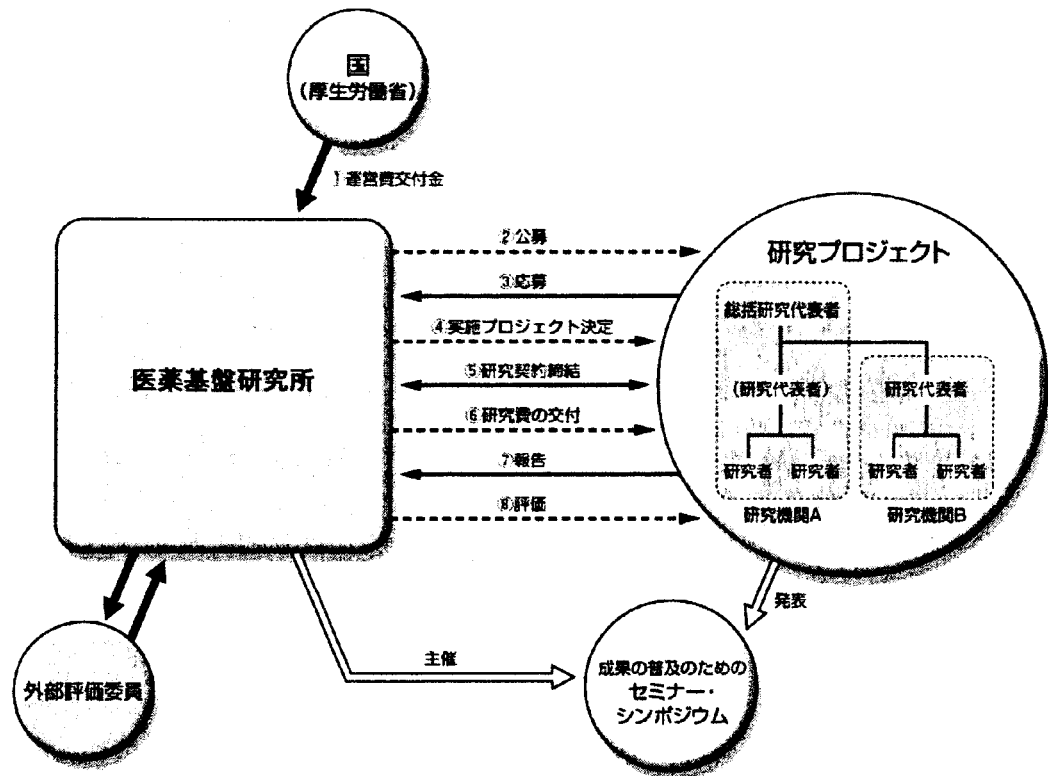 国
(厚生労働省)
①運営費交付金
②公募
③応募
④実施プロジェクト決定
⑤研究契約締結
⑥研究費の交付
⑦報告
⑧評価
医薬基盤研究所
研究プロジェクト
総括研究代表者
(研究代表者)
研究代表者
研究者 研究者
研究者 研究者
研究機関A
研究機関B
発表
主催
外部評価委員
成果の普及のための
セミナー・
シンポジウム